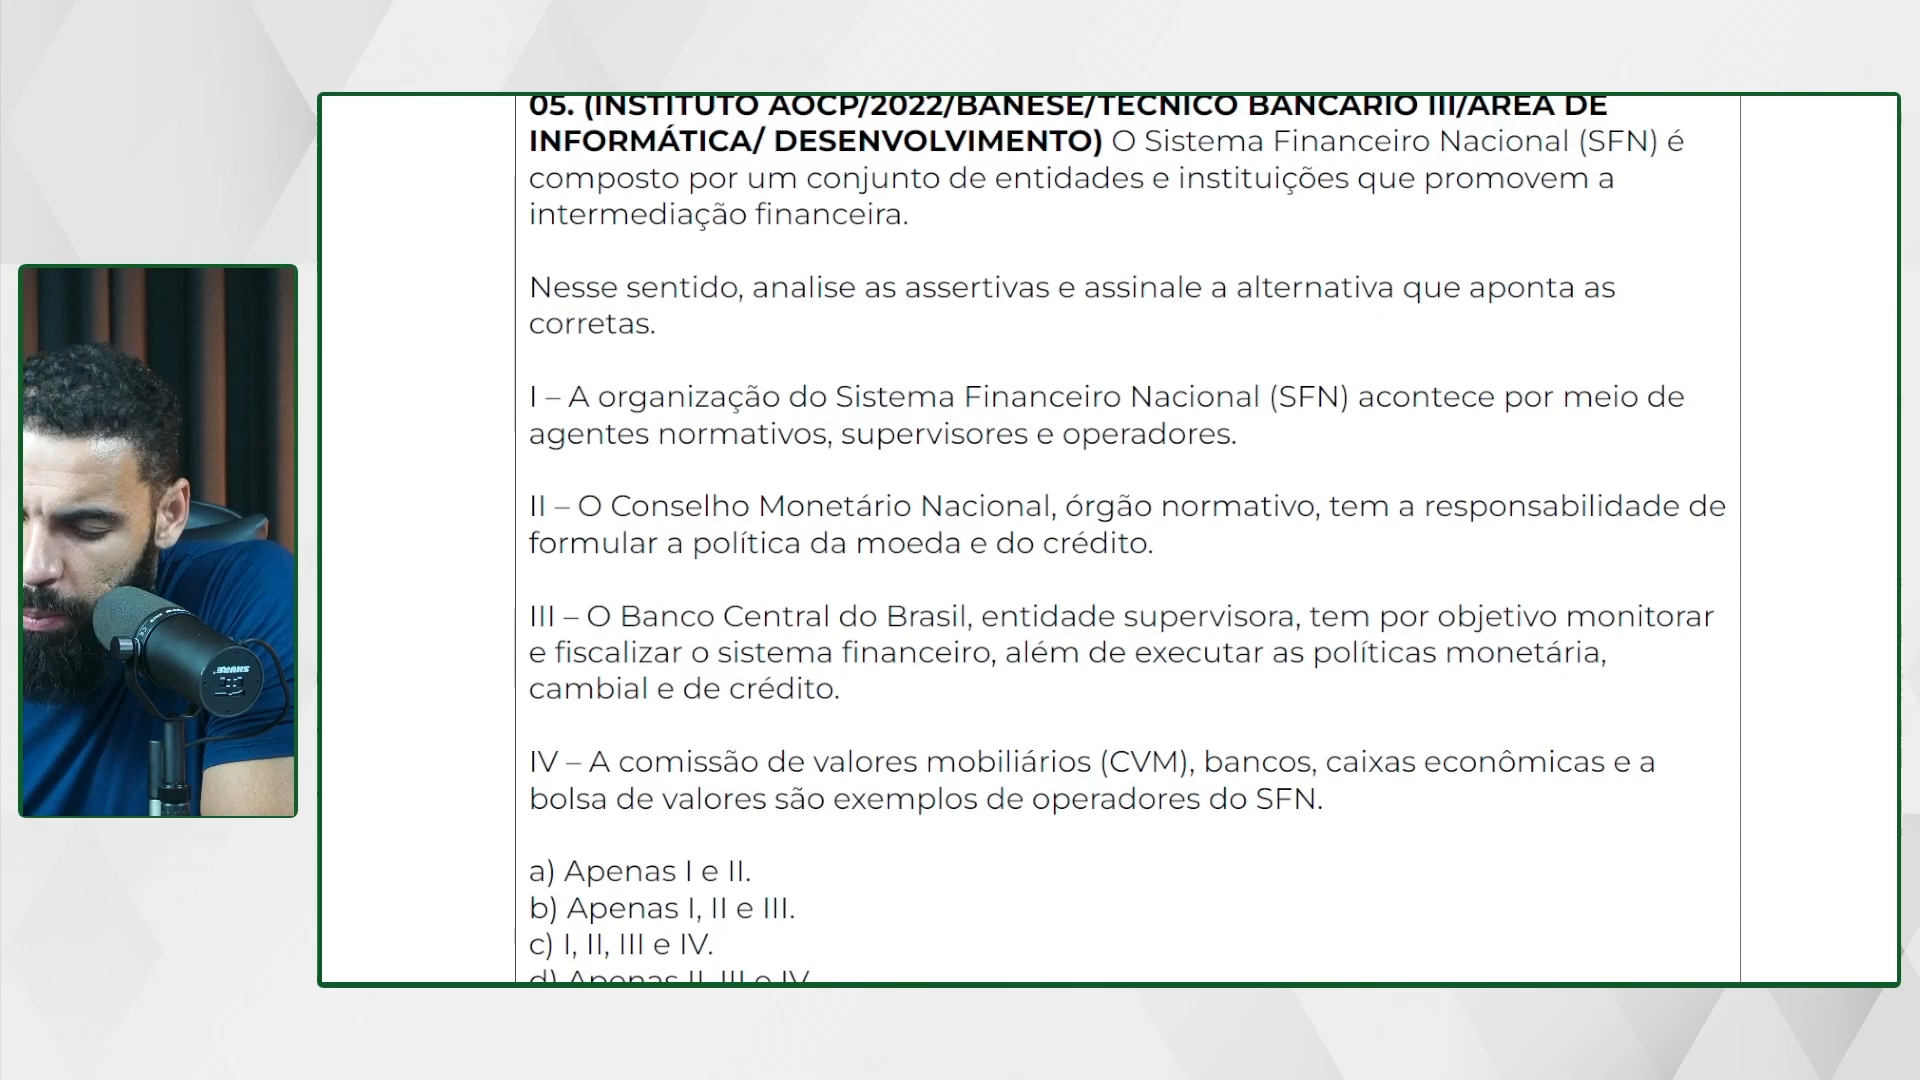 05. (INSTITUTO AOCP/2022/BANESE/TÉCNICO BANCÁRIO III/ÁREA DE
INFORMÁTICA/ DESENVOLVIMENTO) O Sistema Financeiro Nacional (SFN) é
composto por um conjunto de entidades e instituições que promovem a
intermediação financeira.
Nesse sentido, analise as assertivas e assinale a alternativa que aponta as
corretas.
I – A organização do Sistema Financeiro Nacional (SFN) acontece por meio de
agentes normativos, supervisores e operadores.
II – O Conselho Monetário Nacional, órgão normativo, tem a responsabilidade de
formular a política da moeda e do crédito.
III – O Banco Central do Brasil, entidade supervisora, tem por objetivo monitorar
e fiscalizar o sistema financeiro, além de executar as políticas monetária,
cambial e de crédito.
IV – A comissão de valores mobiliários (CVM), bancos, caixas econômicas e a
bolsa de valores são exemplos de operadores do SFN.
a) Apenas I e II.
b) Apenas I, II e III.
c) I, II, III e IV.
d) Apenas II, III e IV